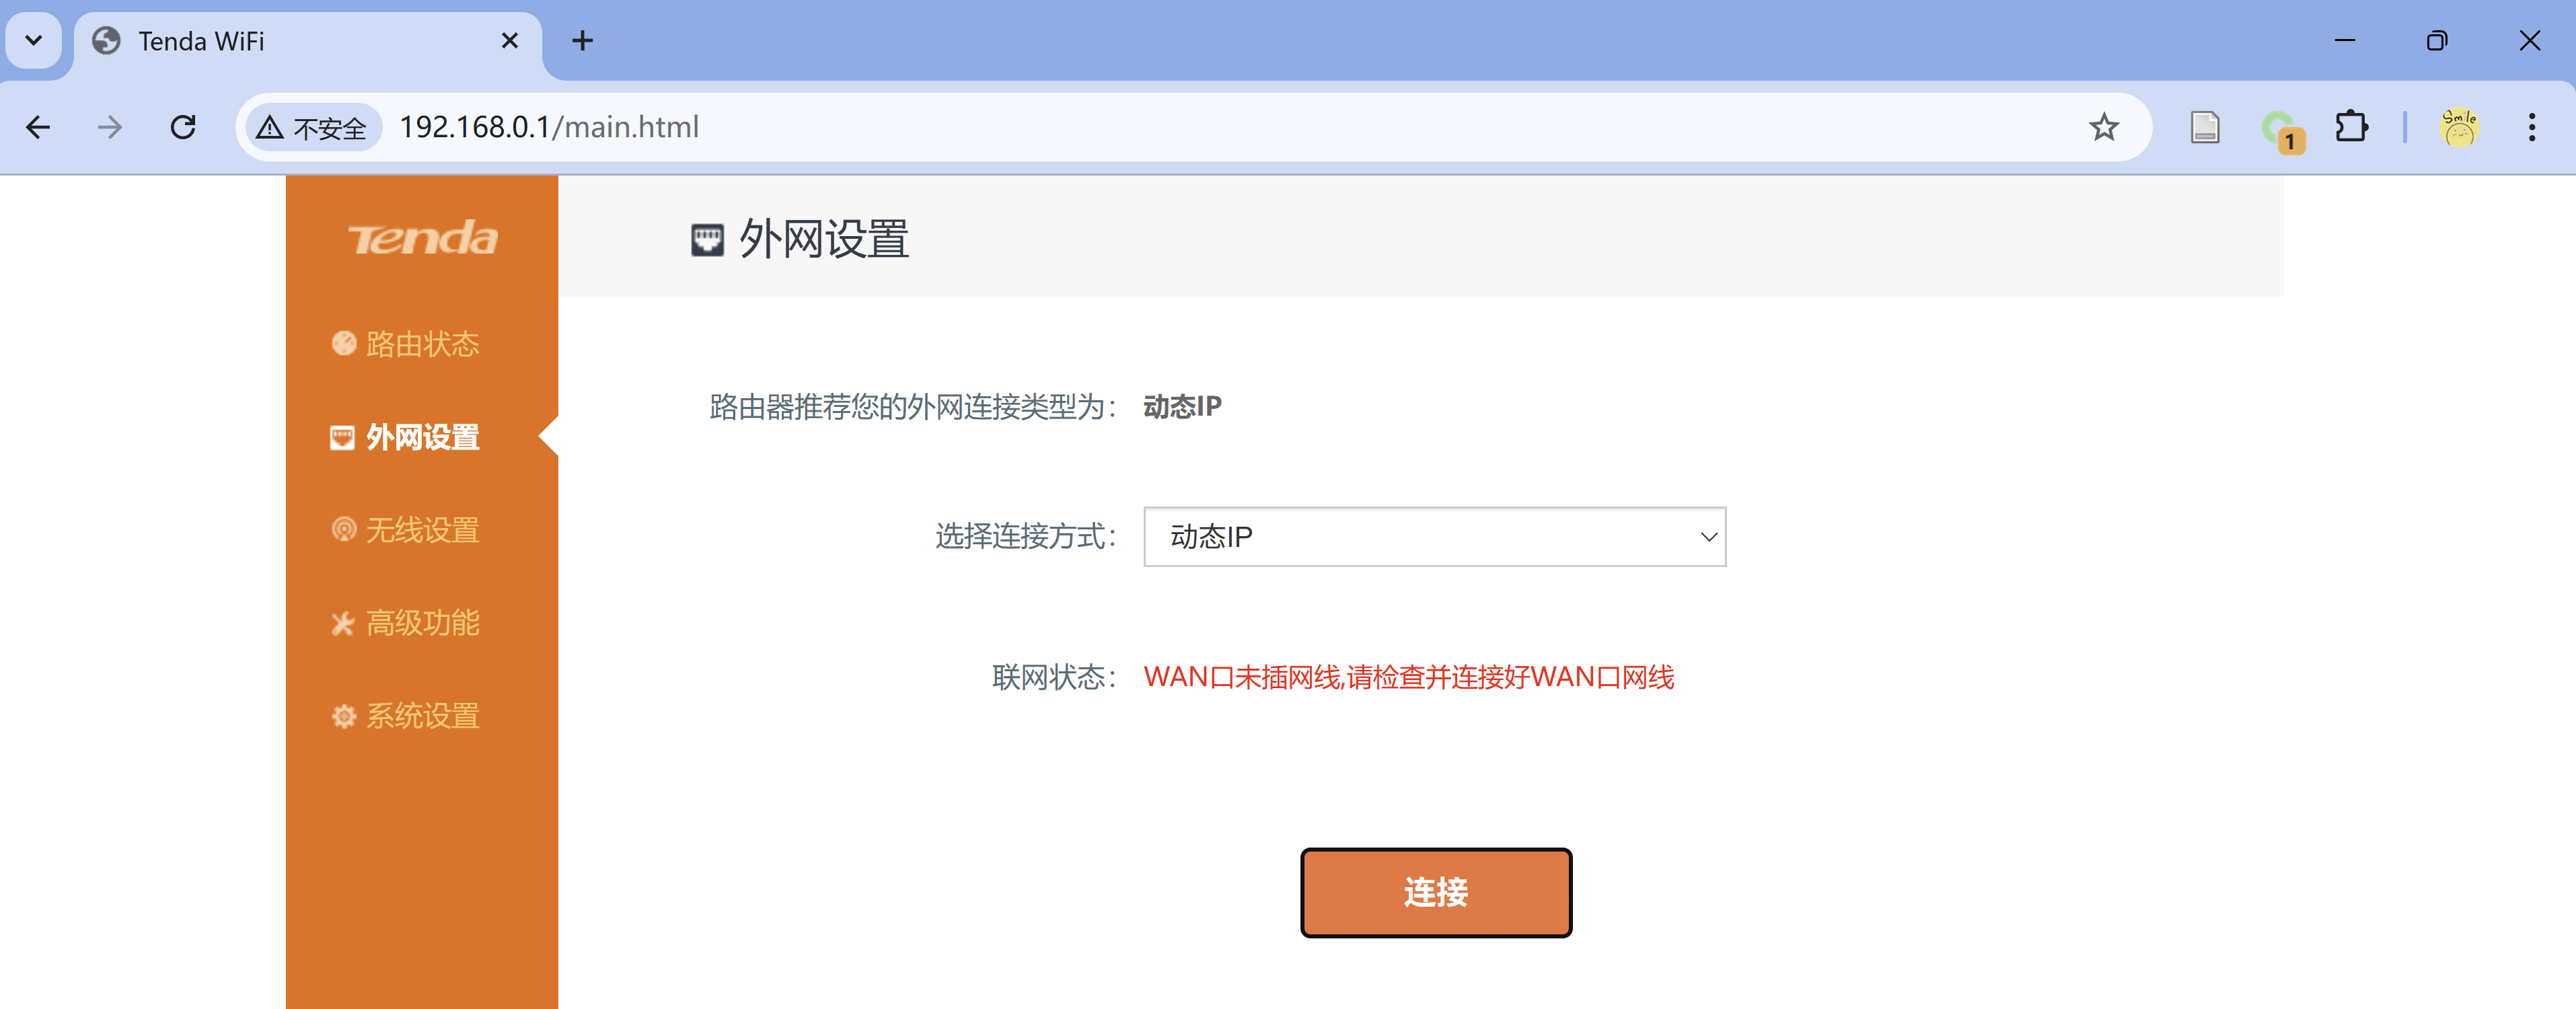 Tenda WiFi
不安全 192.168.0.1/main.html
1
Smile
Tenda
外网设置
路由状态
外网设置
无线设置
高级功能
系统设置
路由器推荐您的外网连接类型为： 动态IP
选择连接方式： 动态IP
联网状态： WAN口未插网线,请检查并连接好WAN口网线
连接